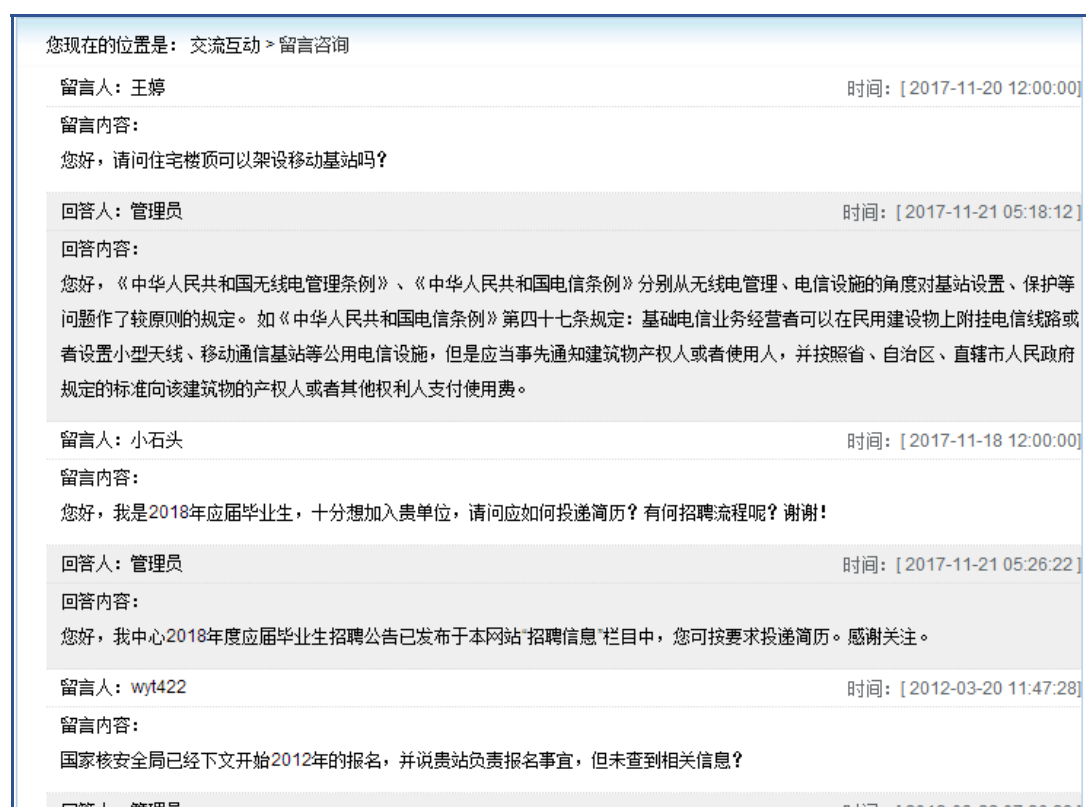 您现在的位置是： 交流互动 > 留言咨询
留言人：王婷 时间：[ 2017-11-20 12:00:00]
留言内容：
您好，请问住宅楼顶可以架设移动基站吗？
回答人：管理员 时间：[ 2017-11-21 05:18:12 ]
回答内容：
您好，《中华人民共和国无线电管理条例》、《中华人民共和国电信条例》分别从无线电管理、电信设施的角度对基站设置、保护等
问题作了较原则的规定。 如《中华人民共和国电信条例》第四十七条规定：基础电信业务经营者可以在民用建设物上附挂电信线路或
者设置小型天线、移动通信基站等公用电信设施，但是应当事先通知建筑物产权人或者使用人，并按照省、自治区、直辖市人民政府
规定的标准向该建筑物的产权人或者其他权利人支付使用费。
留言人：小石头 时间：[ 2017-11-18 12:00:00]
留言内容：
您好，我是2018年应届毕业生，十分想加入贵单位，请问应如何投递简历？有何招聘流程呢？谢谢！
回答人：管理员 时间：[ 2017-11-21 05:26:22 ]
回答内容：
您好，我中心2018年度应届毕业生招聘公告已发布于本网站“招聘信息”栏目中，您可按要求投递简历。感谢关注。
留言人：wyt422 时间：[ 2012-03-20 11:47:28]
留言内容：
国家核安全局已经下文开始2012年的报名，并说贵站负责报名事宜，但未查到相关信息？
回答人：管理员